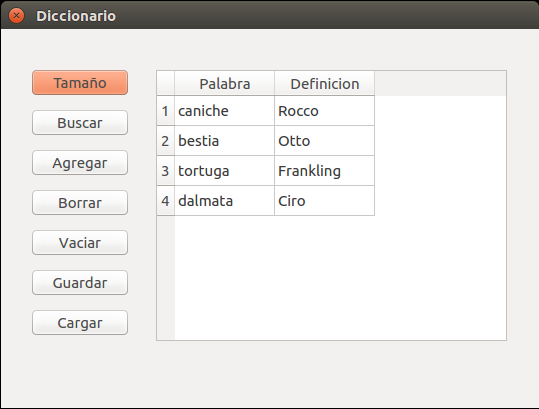 Diccionario
Tamaño
Buscar
Agregar
Borrar
Vaciar
Guardar
Cargar
Palabra Definicion
1 caniche Rocco
2 bestia Otto
3 tortuga Frankling
4 dalmata Ciro